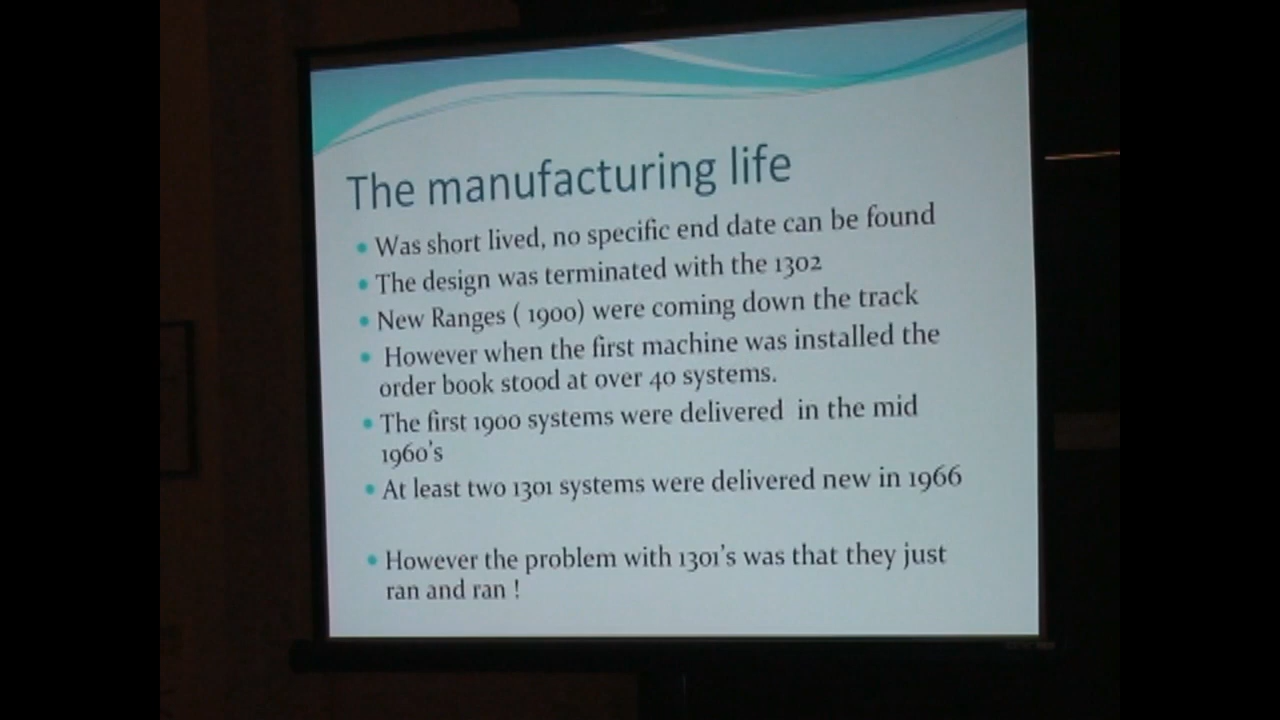 The manufacturing life
• Was short lived, no specific end date can be found
• The design was terminated with the 1302
• New Ranges ( 1900) were coming down the track
• However when the first machine was installed the
order book stood at over 40 systems.
• The first 1900 systems were delivered in the mid
1960's
• At least two 1301 systems were delivered new in 1966
• However the problem with 1301's was that they just
ran and ran !